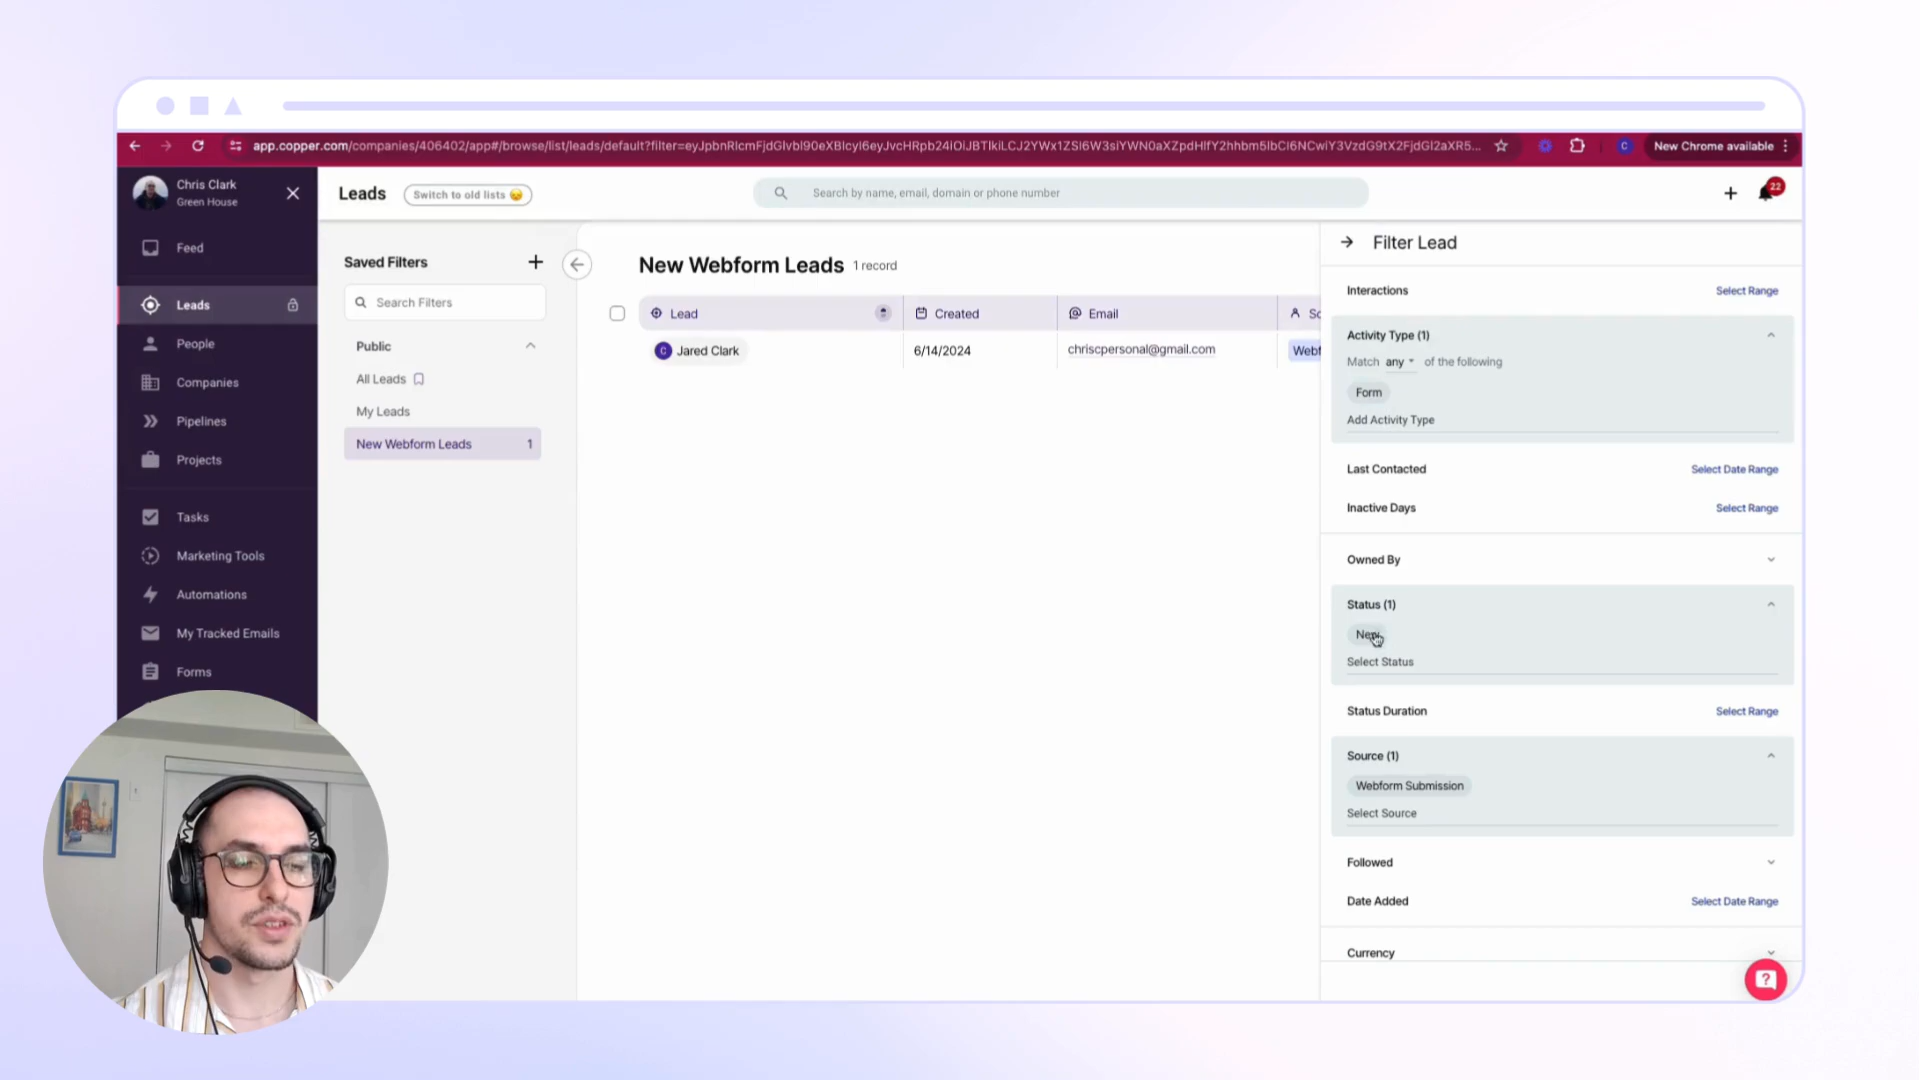 app.copper.com/companies/406402/app#/browse/list/leads/default?filter=eyJpbnRlcmFjdGlvbl90eXBlcyI6eyJvcHRpb24iOiJBTlkiLCJ2YWx1ZSI6W3siYWN0aXZpdHlfY2hhbm5lbCI6NCwiY3VzdG9tX2FjdGl2aXR5...
New Chrome available
Chris Clark
Green House
Feed
Leads
People
Companies
Pipelines
Projects
Tasks
Marketing Tools
Automations
My Tracked Emails
Forms
Leads
Switch to old lists
Search by name, email, domain or phone number
22
Saved Filters
Search Filters
Public
All Leads
My Leads
New Webform Leads 1
New Webform Leads 1 record
Lead Created Email So
C Jared Clark 6/14/2024 chriscpersonal@gmail.com Webf
Filter Lead
Interactions Select Range
Activity Type (1)
Match any of the following
Form
Add Activity Type
Last Contacted Select Date Range
Inactive Days Select Range
Owned By
Status (1)
New
Select Status
Status Duration Select Range
Source (1)
Webform Submission
Select Source
Followed
Date Added Select Date Range
Currency